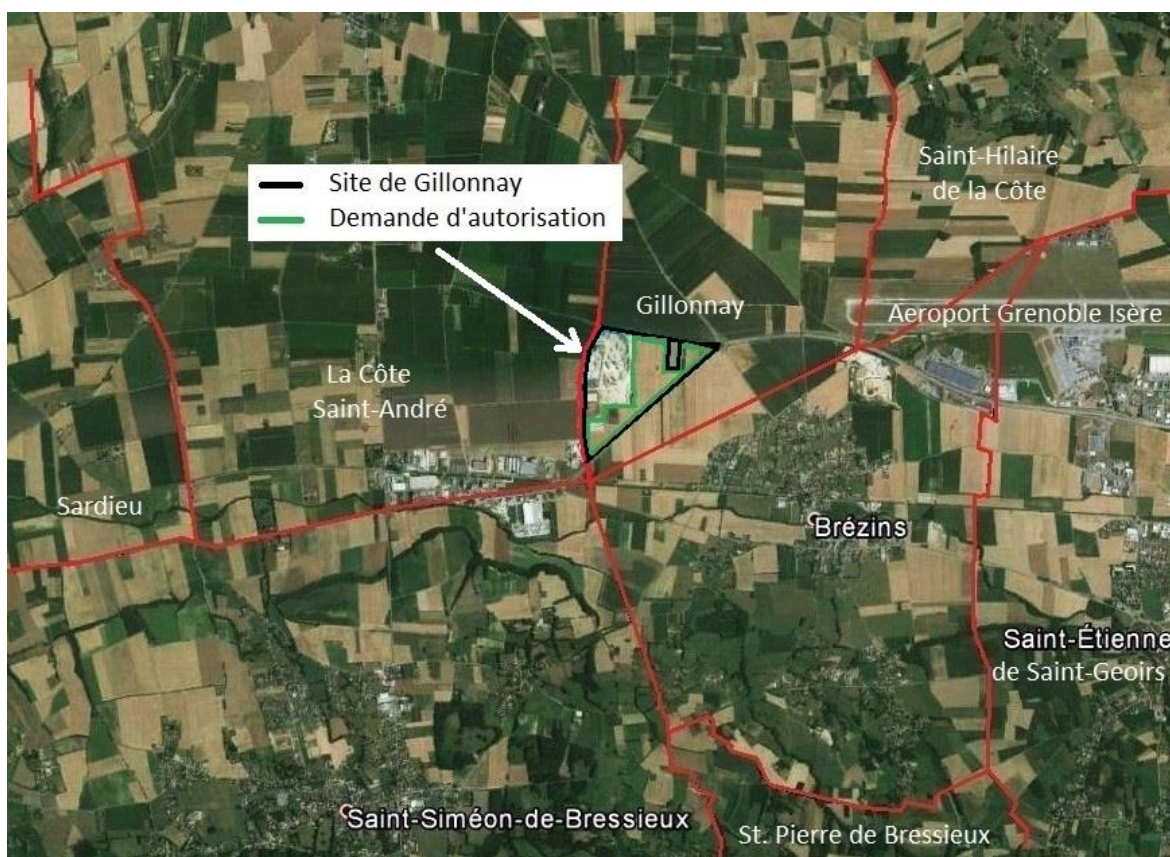 Saint-Hilaire
de la Côte
Site de Gillonnay
Demande d'autorisation
Gillonnay
Aeroport Grenoble Isère
La Côte
Saint-André
Sardieu
Brézins
Saint-Étienne
de Saint-Geoirs
Saint-Siméon-de-Bressieux
St. Pierre de Bressieux